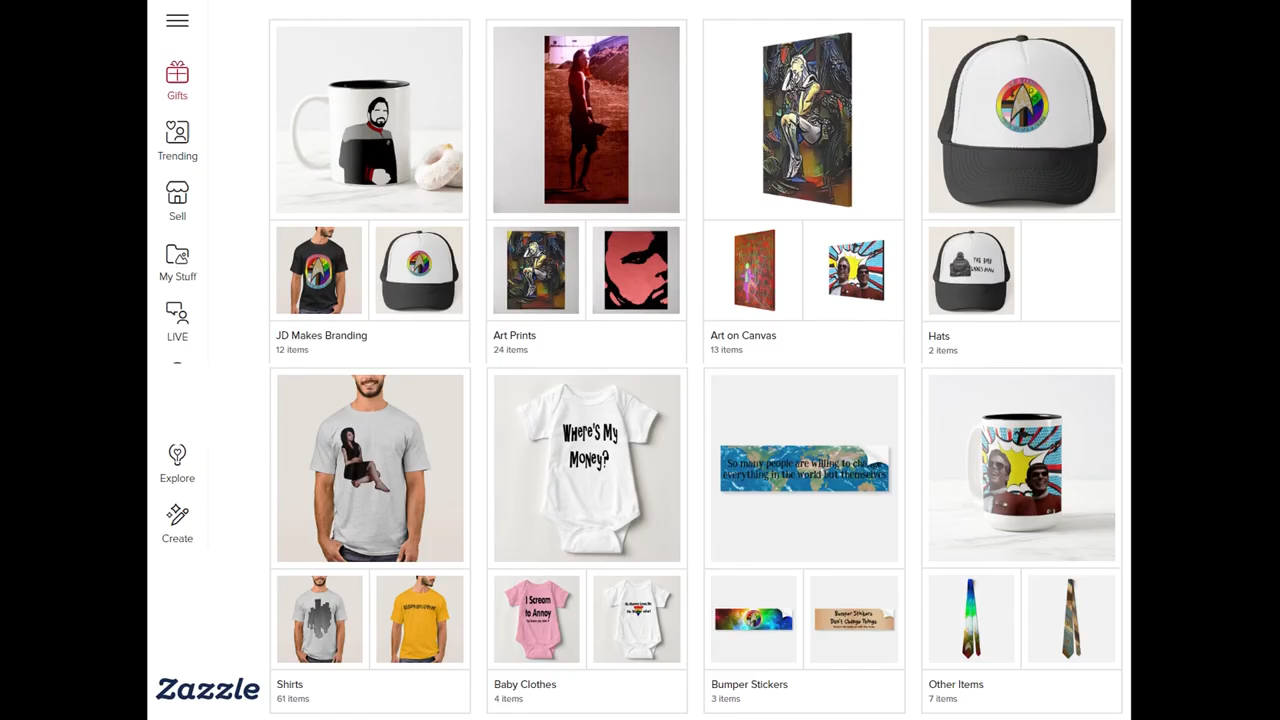 Gifts
Trending
Sell
My Stuff
LIVE
Explore
Create
Zazzle
JD Makes Branding
12 items
Art Prints
24 items
Art on Canvas
13 items
Hats
2 items
Where's My
Money?
So many people are willing to change
everything in the world but themselves
Shirts
61 items
I Scream
to Annoy
Baby Clothes
4 items
Bumper Stickers
Don't Change Things
Bumper Stickers
3 items
Other Items
7 items